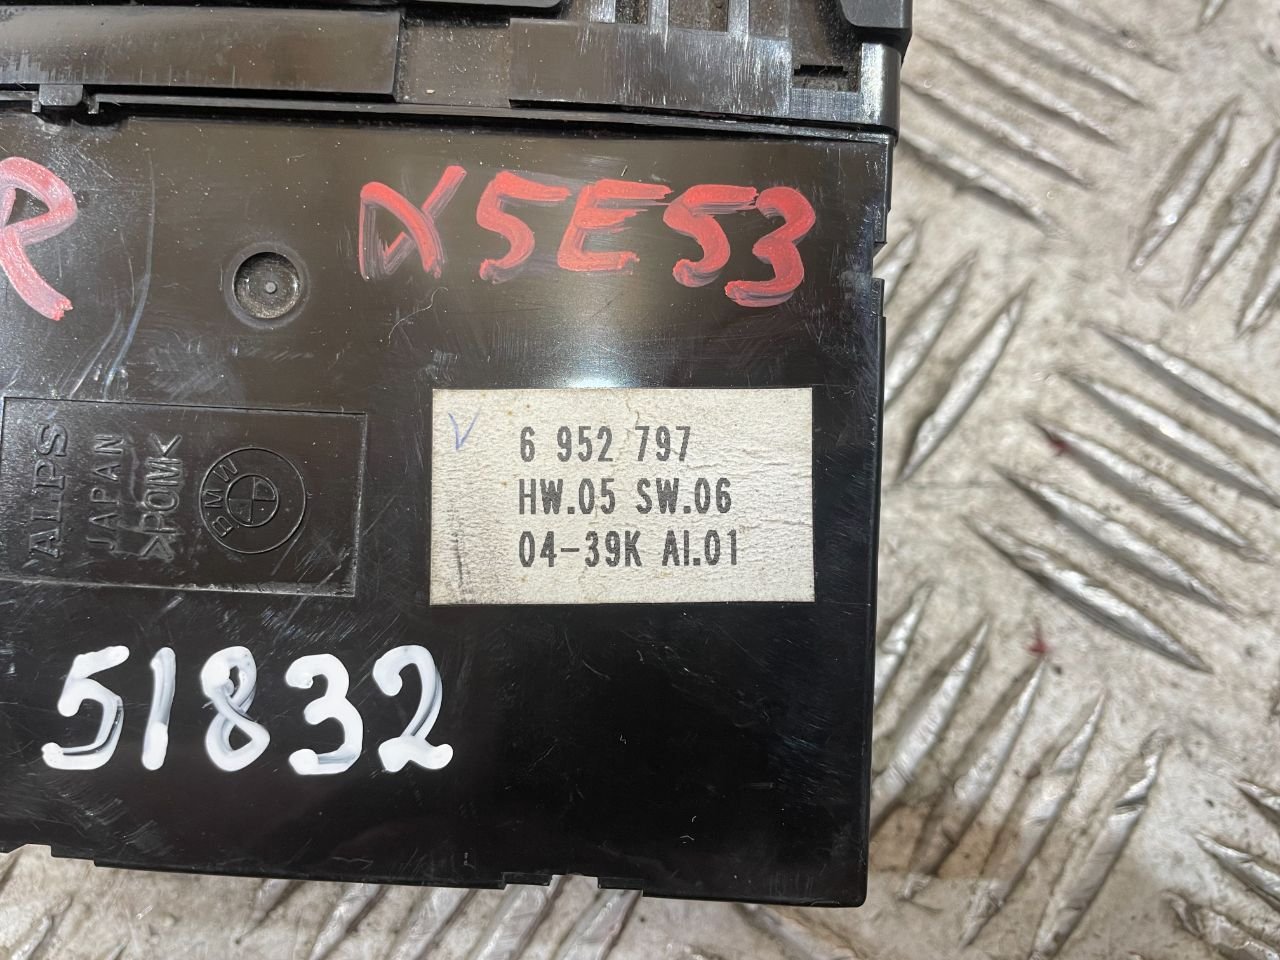 R X5E53
6 952 797
HW.05 SW.06
04-39K AI.01
ALPS
JAPAN
>POM<
BMW
51832